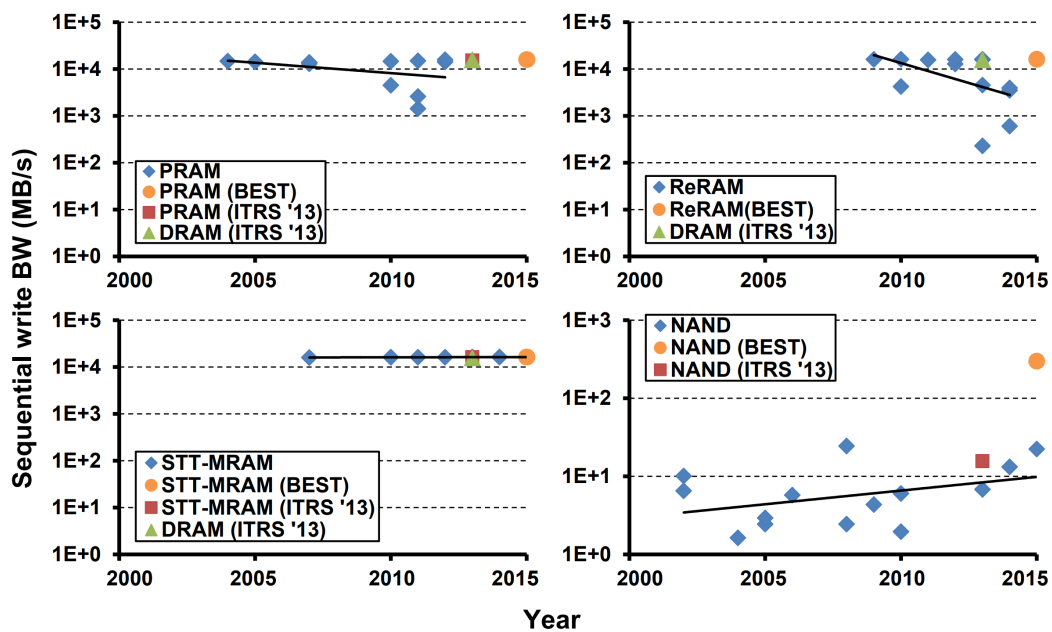 Sequential write BW (MB/s)
1E+5
1E+4
1E+3
1E+2
1E+1
1E+0
PRAM
PRAM (BEST)
PRAM (ITRS '13)
DRAM (ITRS '13)
2000 2005 2010 2015
1E+5
1E+4
1E+3
1E+2
1E+1
1E+0
ReRAM
ReRAM(BEST)
DRAM (ITRS '13)
2000 2005 2010 2015
1E+5
1E+4
1E+3
1E+2
1E+1
1E+0
STT-MRAM
STT-MRAM (BEST)
STT-MRAM (ITRS '13)
DRAM (ITRS '13)
2000 2005 2010 2015
1E+3
1E+2
1E+1
1E+0
NAND
NAND (BEST)
NAND (ITRS '13)
2000 2005 2010 2015
Year